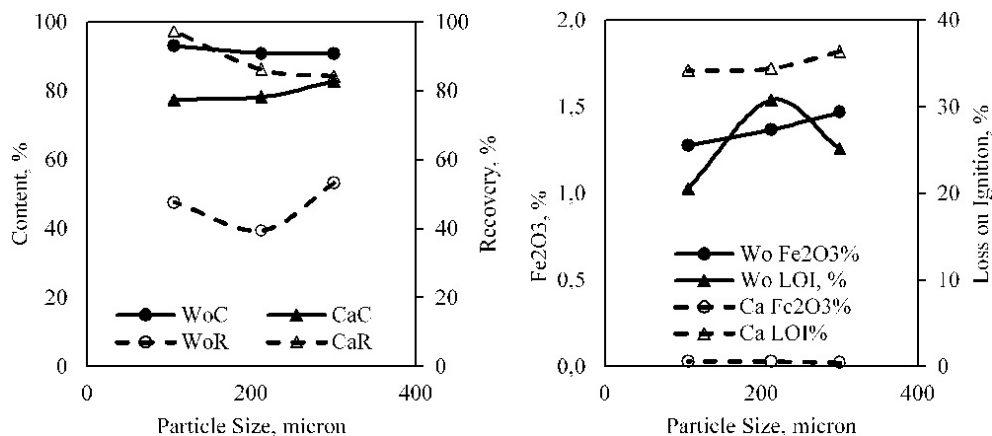 100
80
60
40
20
0
Content, %
100
80
60
40
20
0
Recovery, %
WoC
CaC
WoR
CaR
0
200
400
Particle Size, micron
2,0
1,5
1,0
0,5
0,0
Fe2O3, %
40
30
20
10
0
Loss on Ignition, %
Wo Fe2O3%
Wo LOI, %
Ca Fe2O3%
Ca LOI%
0
200
400
Particle Size, micron